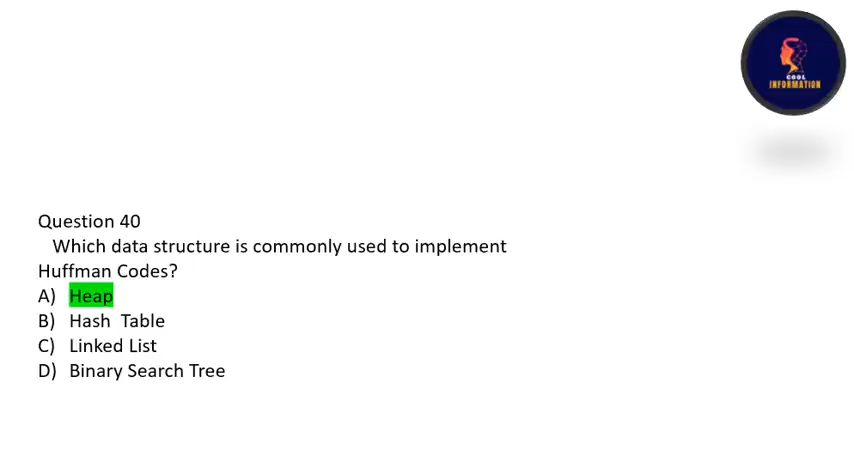 COOL
INFORMATION
Question 40
Which data structure is commonly used to implement
Huffman Codes?
A) Heap
B) Hash Table
C) Linked List
D) Binary Search Tree